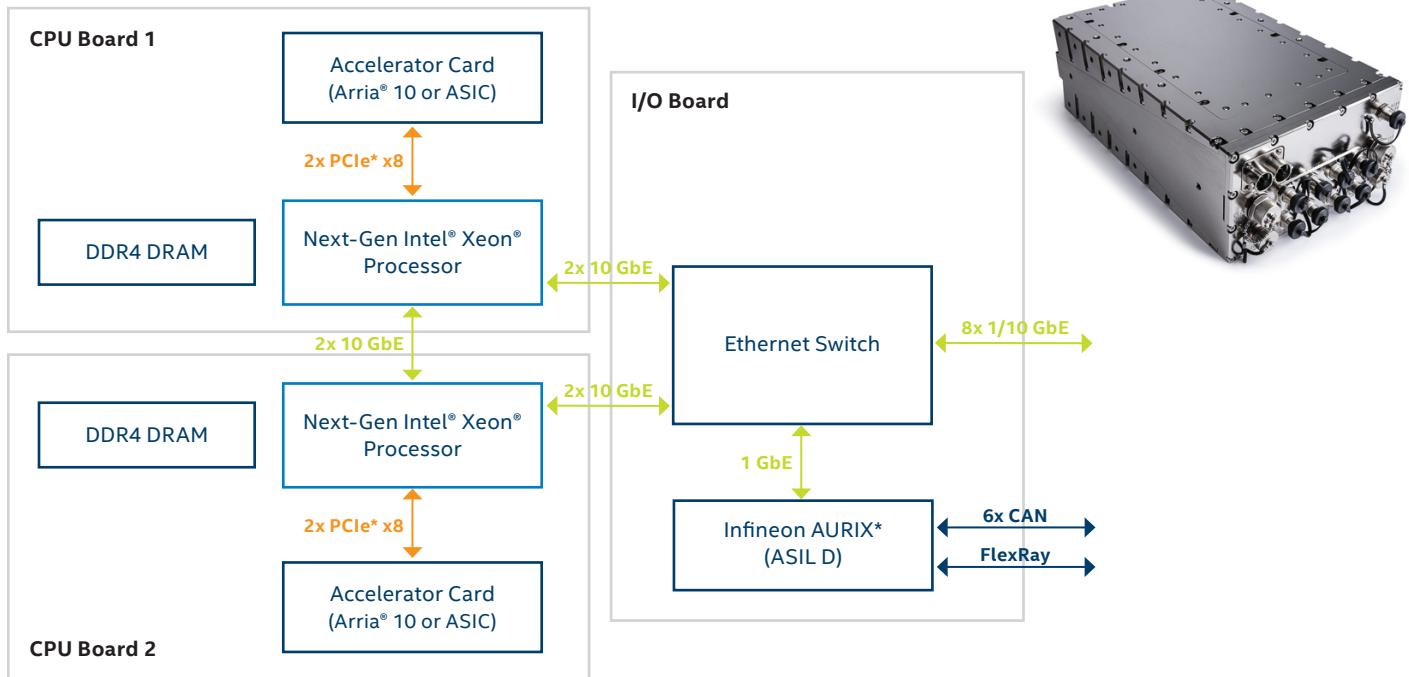 CPU Board 1
Accelerator Card
(Arria® 10 or ASIC)
2x PCIe* x8
DDR4 DRAM
Next-Gen Intel® Xeon®
Processor
2x 10 GbE
2x 10 GbE
I/O Board
Ethernet Switch
8x 1/10 GbE
2x 10 GbE
DDR4 DRAM
Next-Gen Intel® Xeon®
Processor
1 GbE
2x PCIe* x8
Infineon AURIX*
(ASIL D)
6x CAN
FlexRay
Accelerator Card
(Arria® 10 or ASIC)
CPU Board 2